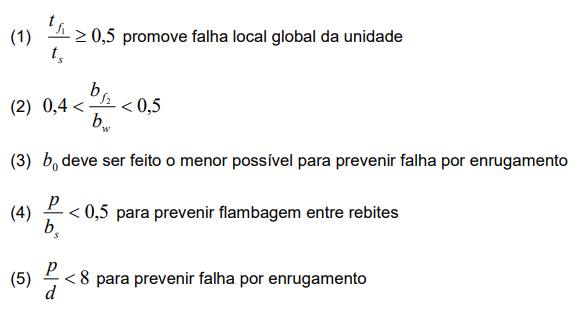 (1) t_{f_1} / t_s ≥ 0,5 promove falha local global da unidade
(2) 0,4 < b_{f_2} / b_w < 0,5
(3) b_0 deve ser feito o menor possível para prevenir falha por enrugamento
(4) p / b_s < 0,5 para prevenir flambagem entre rebites
(5) p / d < 8 para prevenir falha por enrugamento